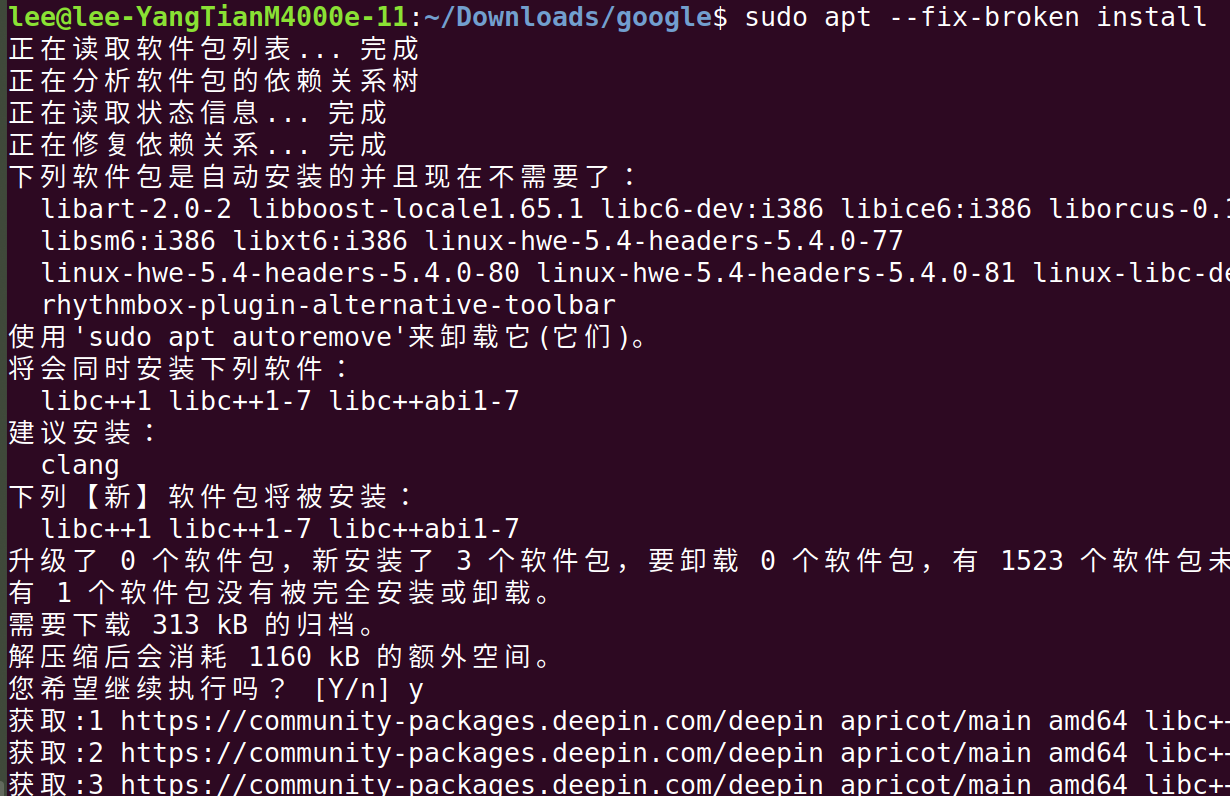 lee@lee-YangTianM4000e-11:~/Downloads/google$ sudo apt --fix-broken install
正在读取软件包列表... 完成
正在分析软件包的依赖关系树
正在读取状态信息... 完成
正在修复依赖关系... 完成
下列软件包是自动安装的并且现在不需要了：
libart-2.0-2 libboost-locale1.65.1 libc6-dev:i386 libice6:i386 liborcus-0.1
libsm6:i386 libxt6:i386 linux-hwe-5.4-headers-5.4.0-77
linux-hwe-5.4-headers-5.4.0-80 linux-hwe-5.4-headers-5.4.0-81 linux-libc-de
rhythmbox-plugin-alternative-toolbar
使用'sudo apt autoremove'来卸载它(它们)。
将会同时安装下列软件：
libc++1 libc++1-7 libc++abi1-7
建议安装：
clang
下列【新】软件包将被安装：
libc++1 libc++1-7 libc++abi1-7
升级了 0 个软件包，新安装了 3 个软件包，要卸载 0 个软件包，有 1523 个软件包未
有 1 个软件包没有被完全安装或卸载。
需要下载 313 kB 的归档。
解压缩后会消耗 1160 kB 的额外空间。
您希望继续执行吗？ [Y/n] y
获取:1 https://community-packages.deepin.com/deepin apricot/main amd64 libc++
获取:2 https://community-packages.deepin.com/deepin apricot/main amd64 libc++
获取:3 https://community-packages.deepin.com/deepin apricot/main amd64 libc++